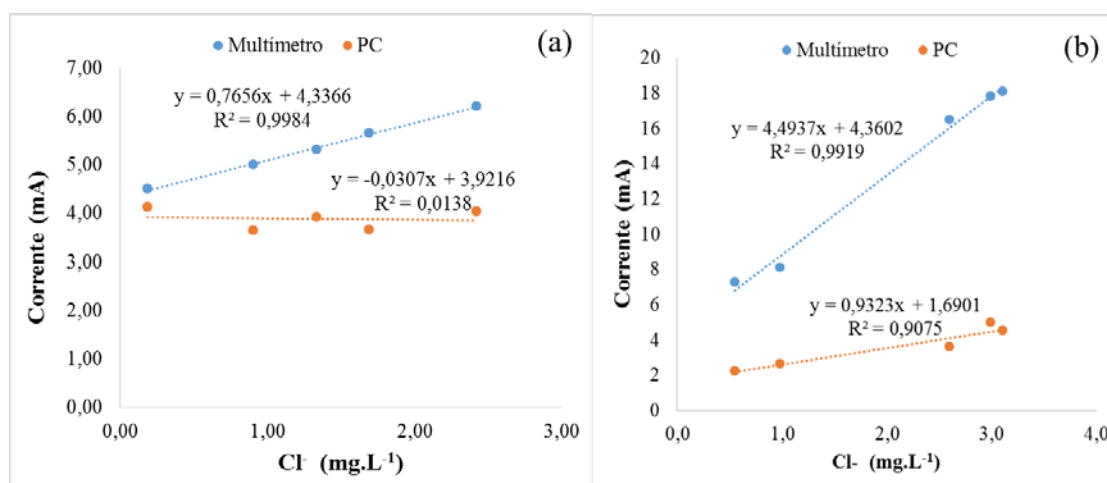 Multímetro PC (a)
7,00
6,00
5,00
4,00
3,00
2,00
1,00
0,00
y = 0,7656x + 4,3366
R² = 0,9984
y = -0,0307x + 3,9216
R² = 0,0138
Corrente (mA)
0,00 1,00 2,00 3,00
Cl⁻ (mg.L⁻¹)
Multímetro PC (b)
20
18
16
14
12
10
8
6
4
2
0
y = 4,4937x + 4,3602
R² = 0,9919
y = 0,9323x + 1,6901
R² = 0,9075
Corrente (mA)
0,0 1,0 2,0 3,0 4,0
Cl- (mg.L⁻¹)